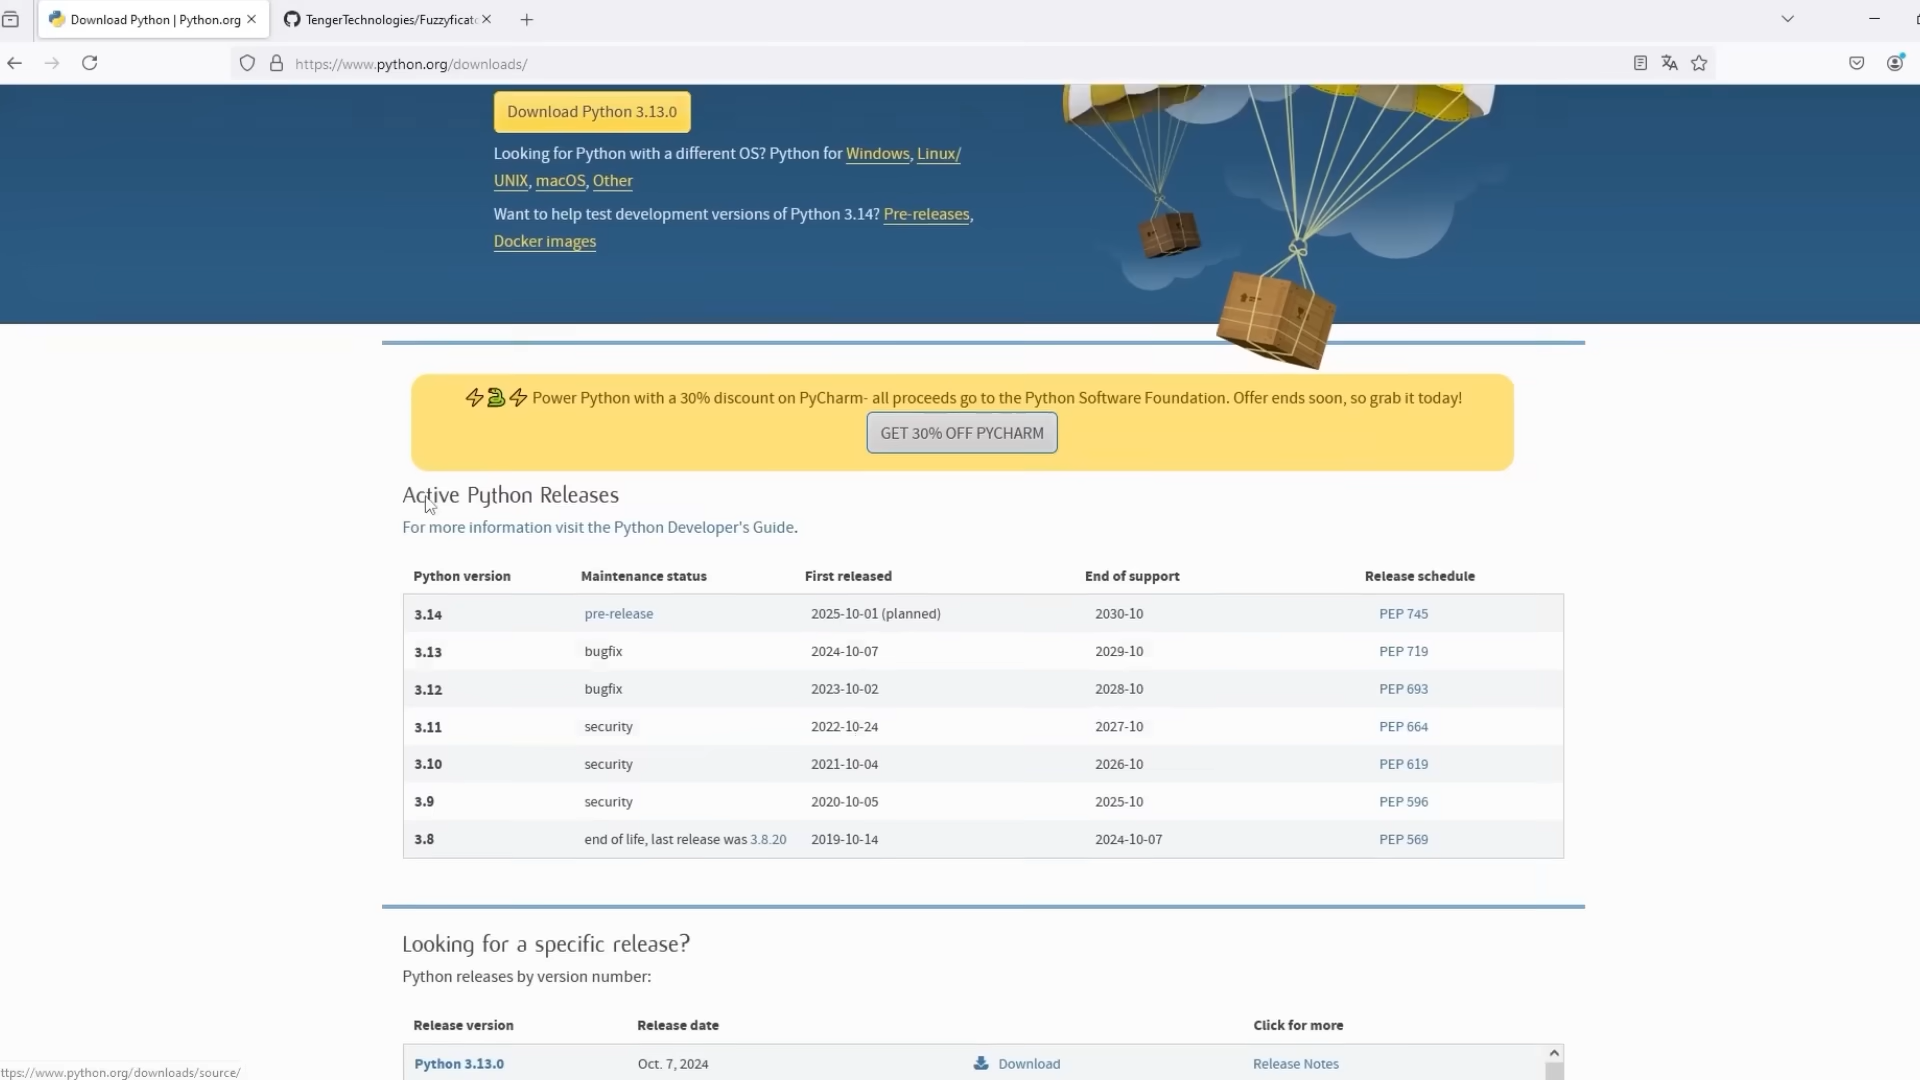 Download Python | Python.org
TengerTechnologies/Fuzzyficat
https://www.python.org/downloads/
Download Python 3.13.0
Looking for Python with a different OS? Python for Windows, Linux/
UNIX, macOS, Other
Want to help test development versions of Python 3.14? Pre-releases,
Docker images
Power Python with a 30% discount on PyCharm- all proceeds go to the Python Software Foundation. Offer ends soon, so grab it today!
GET 30% OFF PYCHARM
Active Python Releases
For more information visit the Python Developer's Guide.
Python version Maintenance status First released End of support Release schedule
3.14 pre-release 2025-10-01 (planned) 2030-10 PEP 745
3.13 bugfix 2024-10-07 2029-10 PEP 719
3.12 bugfix 2023-10-02 2028-10 PEP 693
3.11 security 2022-10-24 2027-10 PEP 664
3.10 security 2021-10-04 2026-10 PEP 619
3.9 security 2020-10-05 2025-10 PEP 596
3.8 end of life, last release was 3.8.20 2019-10-14 2024-10-07 PEP 569
Looking for a specific release?
Python releases by version number:
Release version Release date Click for more
Python 3.13.0 Oct. 7, 2024 Download Release Notes
ttps://www.python.org/downloads/source/